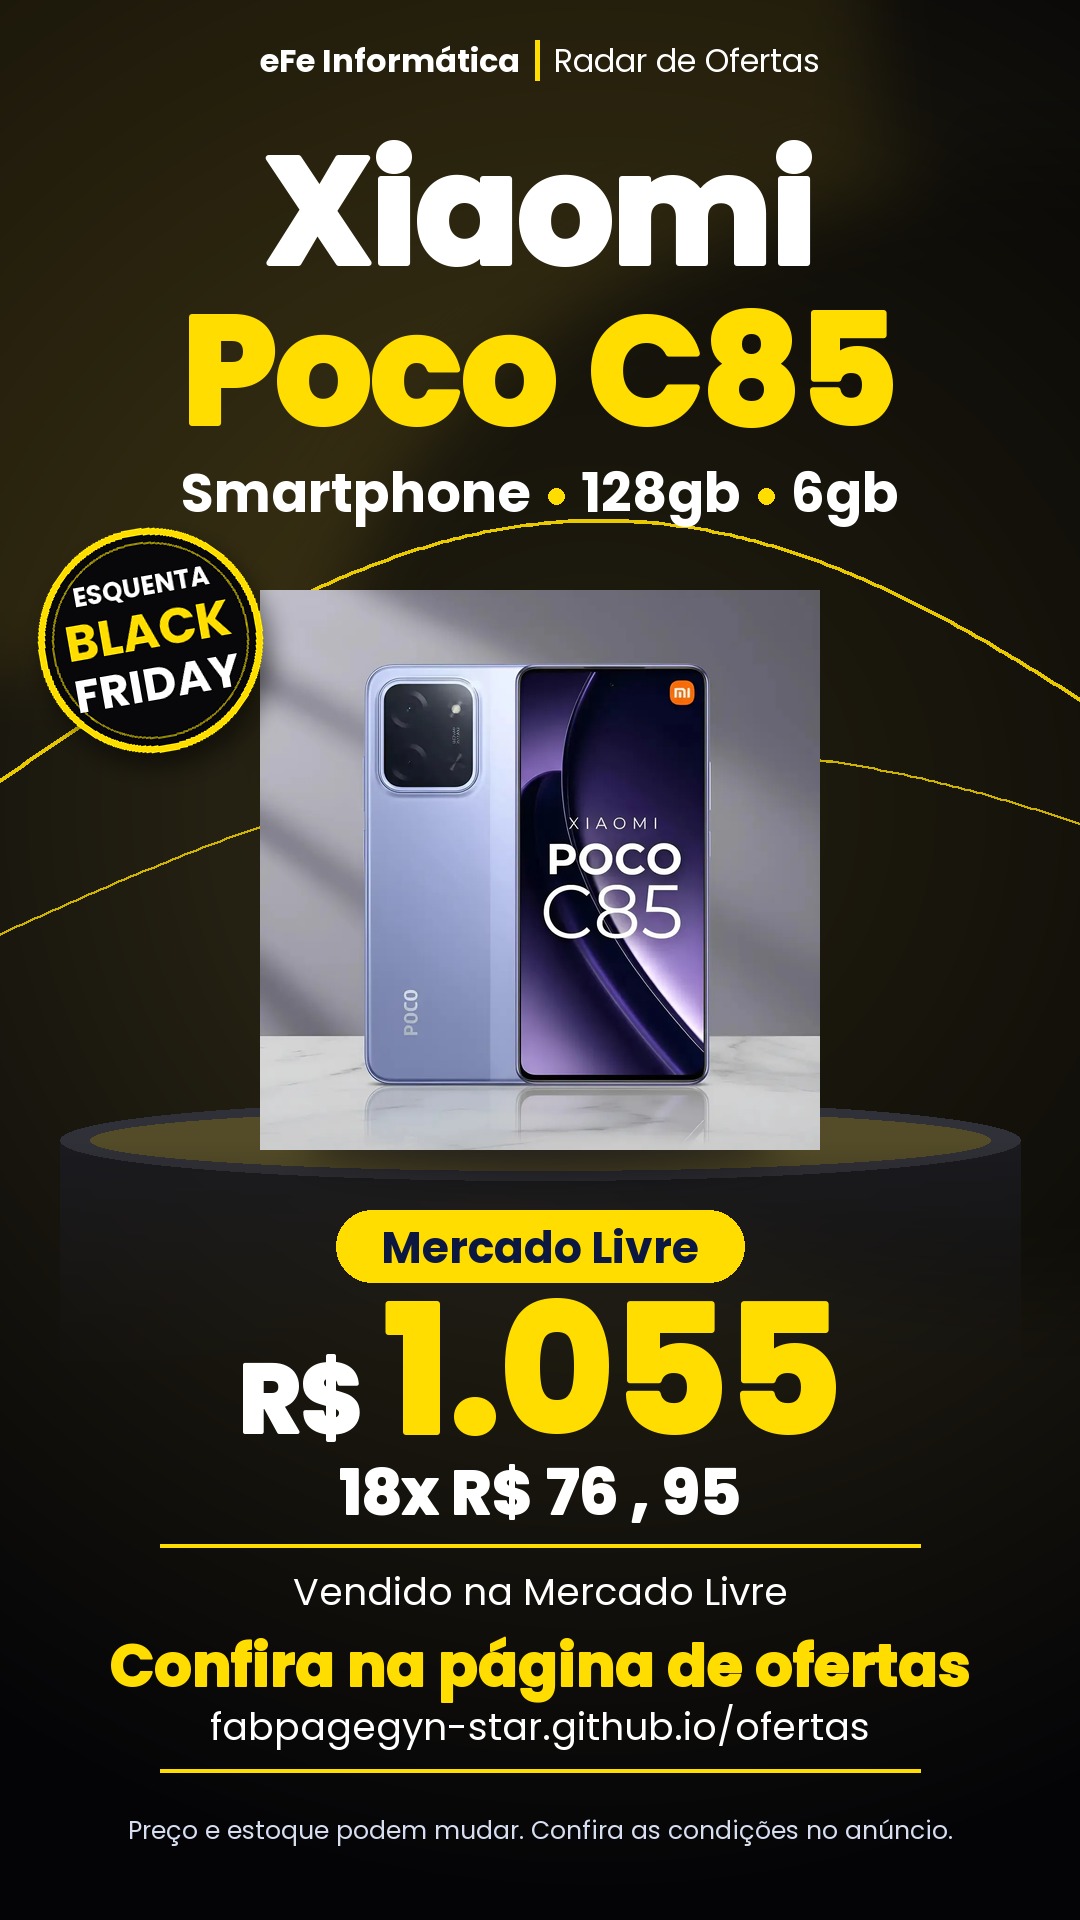 eFe Informática | Radar de Ofertas
Xiaomi
Poco C85
Smartphone • 128gb • 6gb
ESQUENTA
BLACK
FRIDAY
mi
XIAOMI
POCO
C85
POCO
Mercado Livre
R$ 1.055
18x R$ 76 , 95
Vendido na Mercado Livre
Confira na página de ofertas
fabpagegyn-star.github.io/ofertas
Preço e estoque podem mudar. Confira as condições no anúncio.